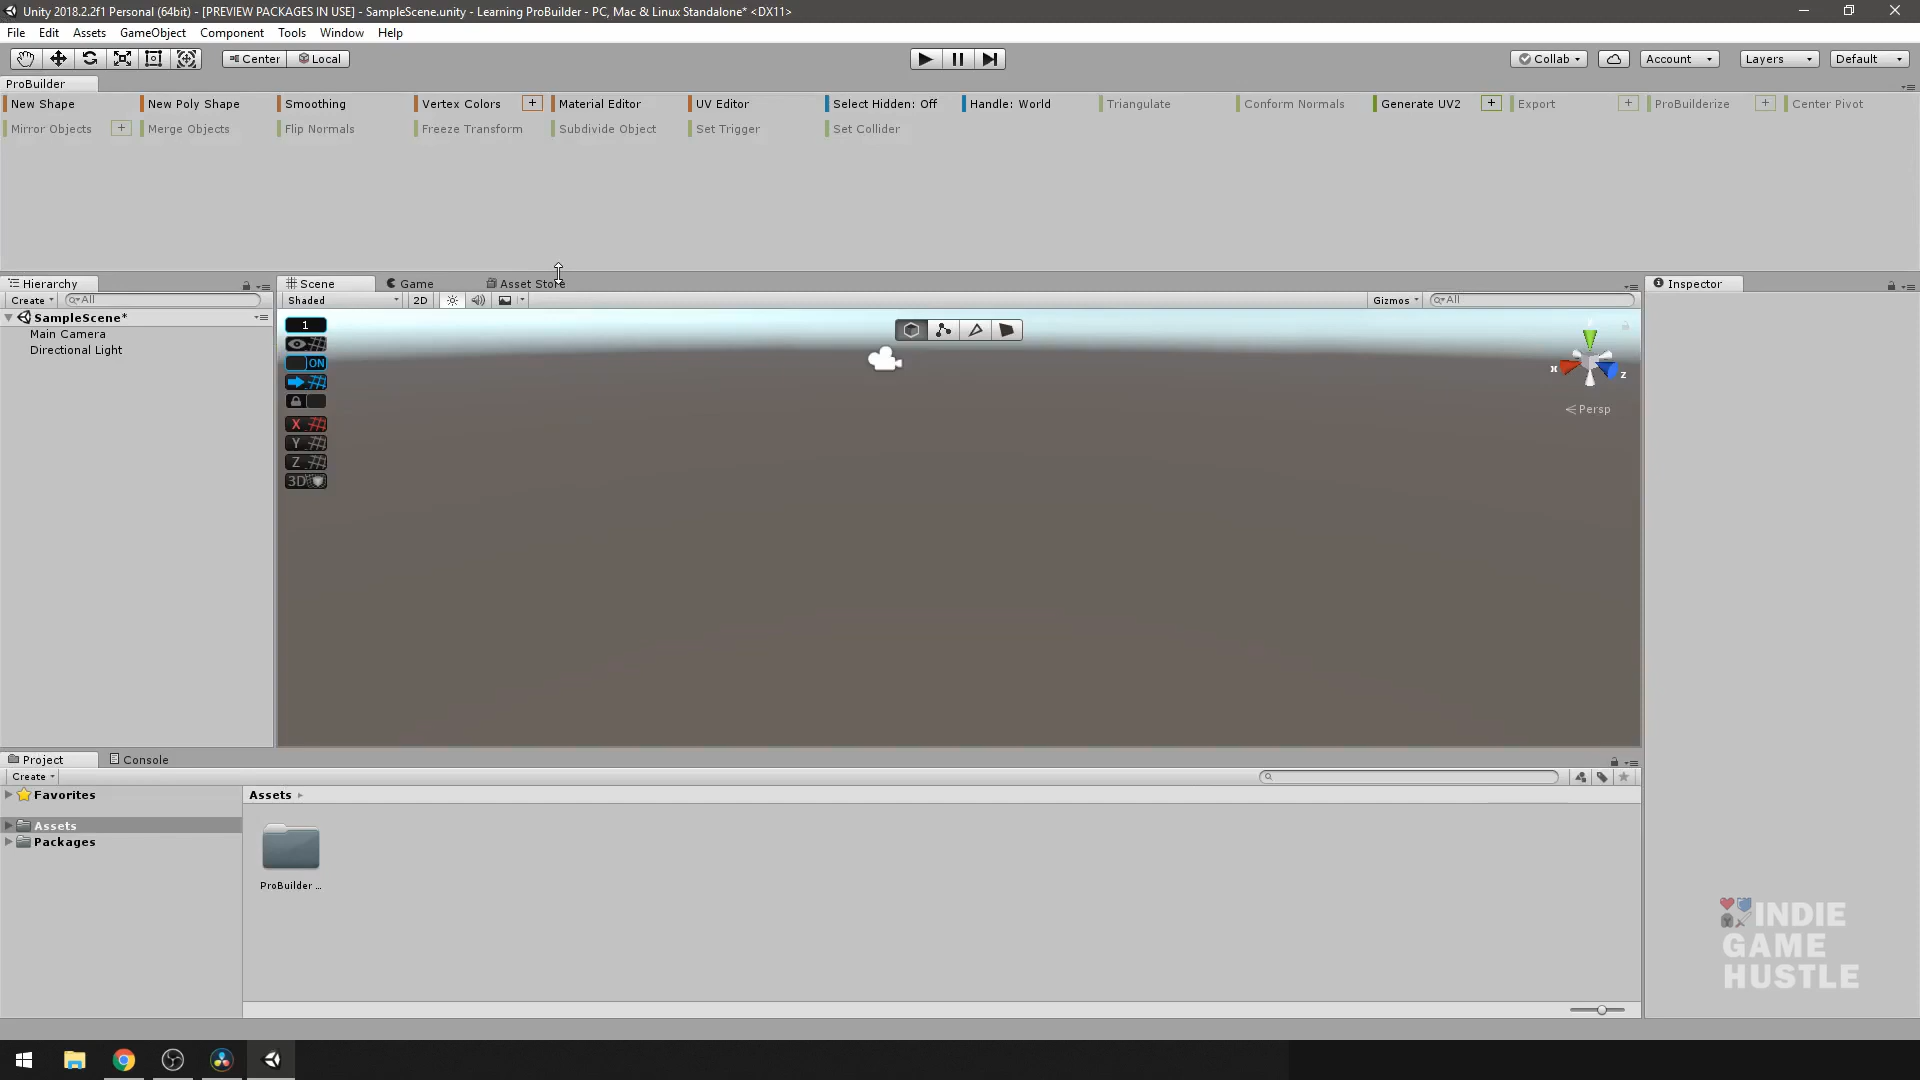 Unity 2018.2.2f1 Personal (64bit) - [PREVIEW PACKAGES IN USE] - SampleScene.unity - Learning ProBuilder - PC, Mac & Linux Standalone* <DX11>
File Edit Assets GameObject Component Tools Window Help
Center Local Collab Account Layers Default
ProBuilder
New Shape New Poly Shape Smoothing Vertex Colors + Material Editor UV Editor Select Hidden: Off Handle: World Triangulate Conform Normals Generate UV2 + Export + ProBuilderize + Center Pivot
Mirror Objects + Merge Objects Flip Normals Freeze Transform Subdivide Object Set Trigger Set Collider
Hierarchy Scene Game Asset Store Inspector
Create All Shaded 2D Gizmos All
SampleScene*
Main Camera
Directional Light
1
ON
X
Y
Z
3D
x z
Persp
Project Console
Create
Favorites
Assets
Packages
Assets
ProBuilder ...
INDIE
GAME
HUSTLE